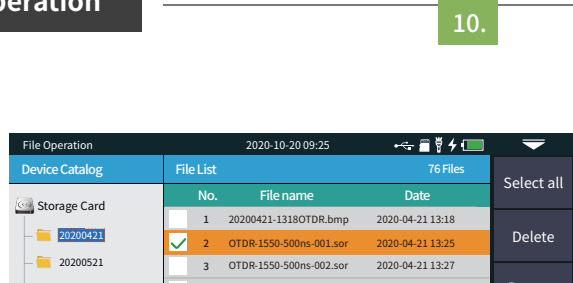 peration
10.
File Operation 2020-10-20 09:25
Device Catalog File List 76 Files
Select all
No. File name Date
Storage Card
1 20200421-1318OTDR.bmp 2020-04-21 13:18
20200421 2 OTDR-1550-500ns-001.sor 2020-04-21 13:25 Delete
20200521 3 OTDR-1550-500ns-002.sor 2020-04-21 13:27